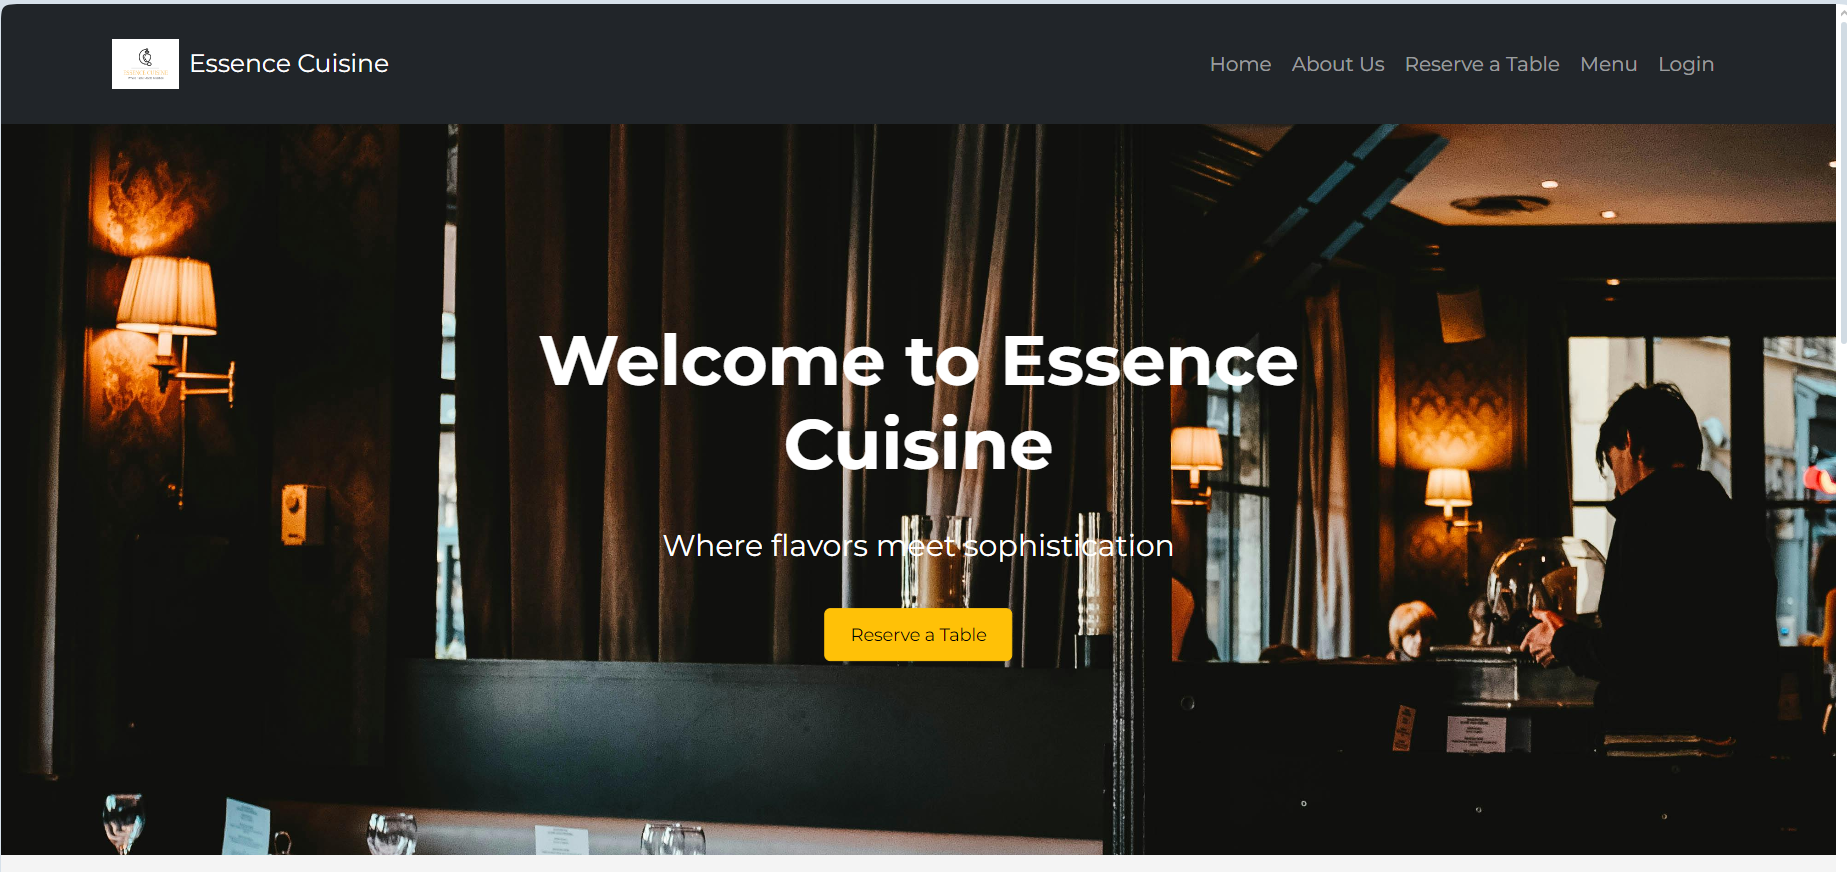 Essence Cuisine
Home
About Us
Reserve a Table
Menu
Login
Welcome to Essence
Cuisine
Where flavors meet sophistication
Reserve a Table